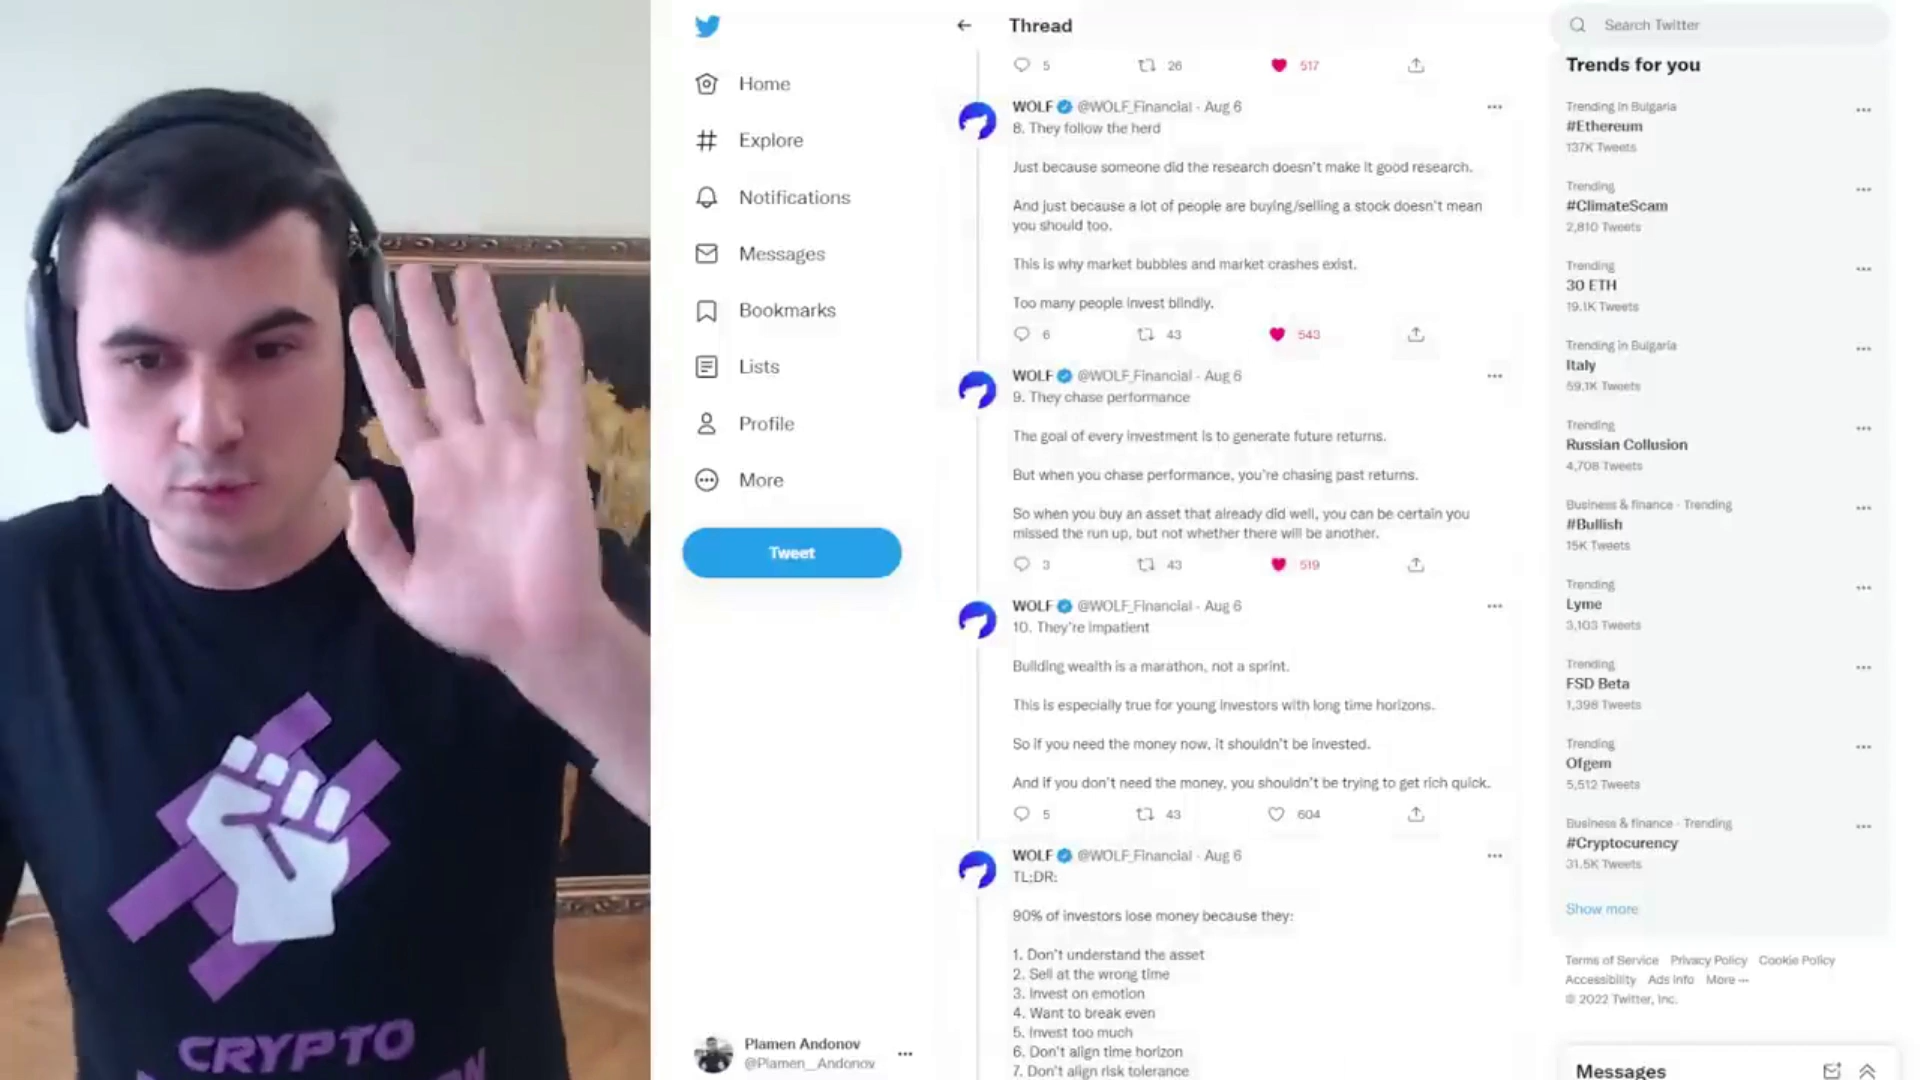 Home
Explore
Notifications
Messages
Bookmarks
Lists
Profile
More
Tweet
Plamen Andonov
@Plamen__Andonov
Thread
5 26 517
WOLF @WOLF_Financial · Aug 6
8. They follow the herd
Just because someone did the research doesn't make it good research.
And just because a lot of people are buying/selling a stock doesn't mean
you should too.
This is why market bubbles and market crashes exist.
Too many people invest blindly.
6 43 543
WOLF @WOLF_Financial · Aug 6
9. They chase performance
The goal of every investment is to generate future returns.
But when you chase performance, you're chasing past returns.
So when you buy an asset that already did well, you can be certain you
missed the run up, but not whether there will be another.
3 43 519
WOLF @WOLF_Financial · Aug 6
10. They're impatient
Building wealth is a marathon, not a sprint.
This is especially true for young investors with long time horizons.
So if you need the money now, it shouldn't be invested.
And if you don't need the money, you shouldn't be trying to get rich quick.
5 43 604
WOLF @WOLF_Financial · Aug 6
TL;DR:
90% of investors lose money because they:
1. Don't understand the asset
2. Sell at the wrong time
3. Invest on emotion
4. Want to break even
5. Invest too much
6. Don't align time horizon
7. Don't align risk tolerance
Search Twitter
Trends for you
Trending in Bulgaria
#Ethereum
137K Tweets
Trending
#ClimateScam
2,810 Tweets
Trending
30 ETH
19.1K Tweets
Trending in Bulgaria
Italy
59.1K Tweets
Trending
Russian Collusion
4,708 Tweets
Business & finance · Trending
#Bullish
15K Tweets
Trending
Lyme
3,103 Tweets
Trending
FSD Beta
1,398 Tweets
Trending
Ofgem
5,512 Tweets
Business & finance · Trending
#Cryptocurency
31.5K Tweets
Show more
Terms of Service Privacy Policy Cookie Policy
Accessibility Ads info More ···
© 2022 Twitter, Inc.
Messages
CRYPTO